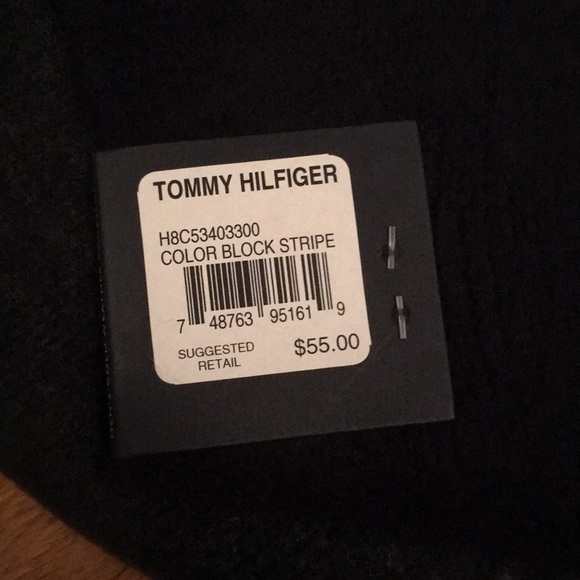 TOMMY HILFIGER
H8C53403300
COLOR BLOCK STRIPE
7 48763 95161 9
SUGGESTED RETAIL $55.00